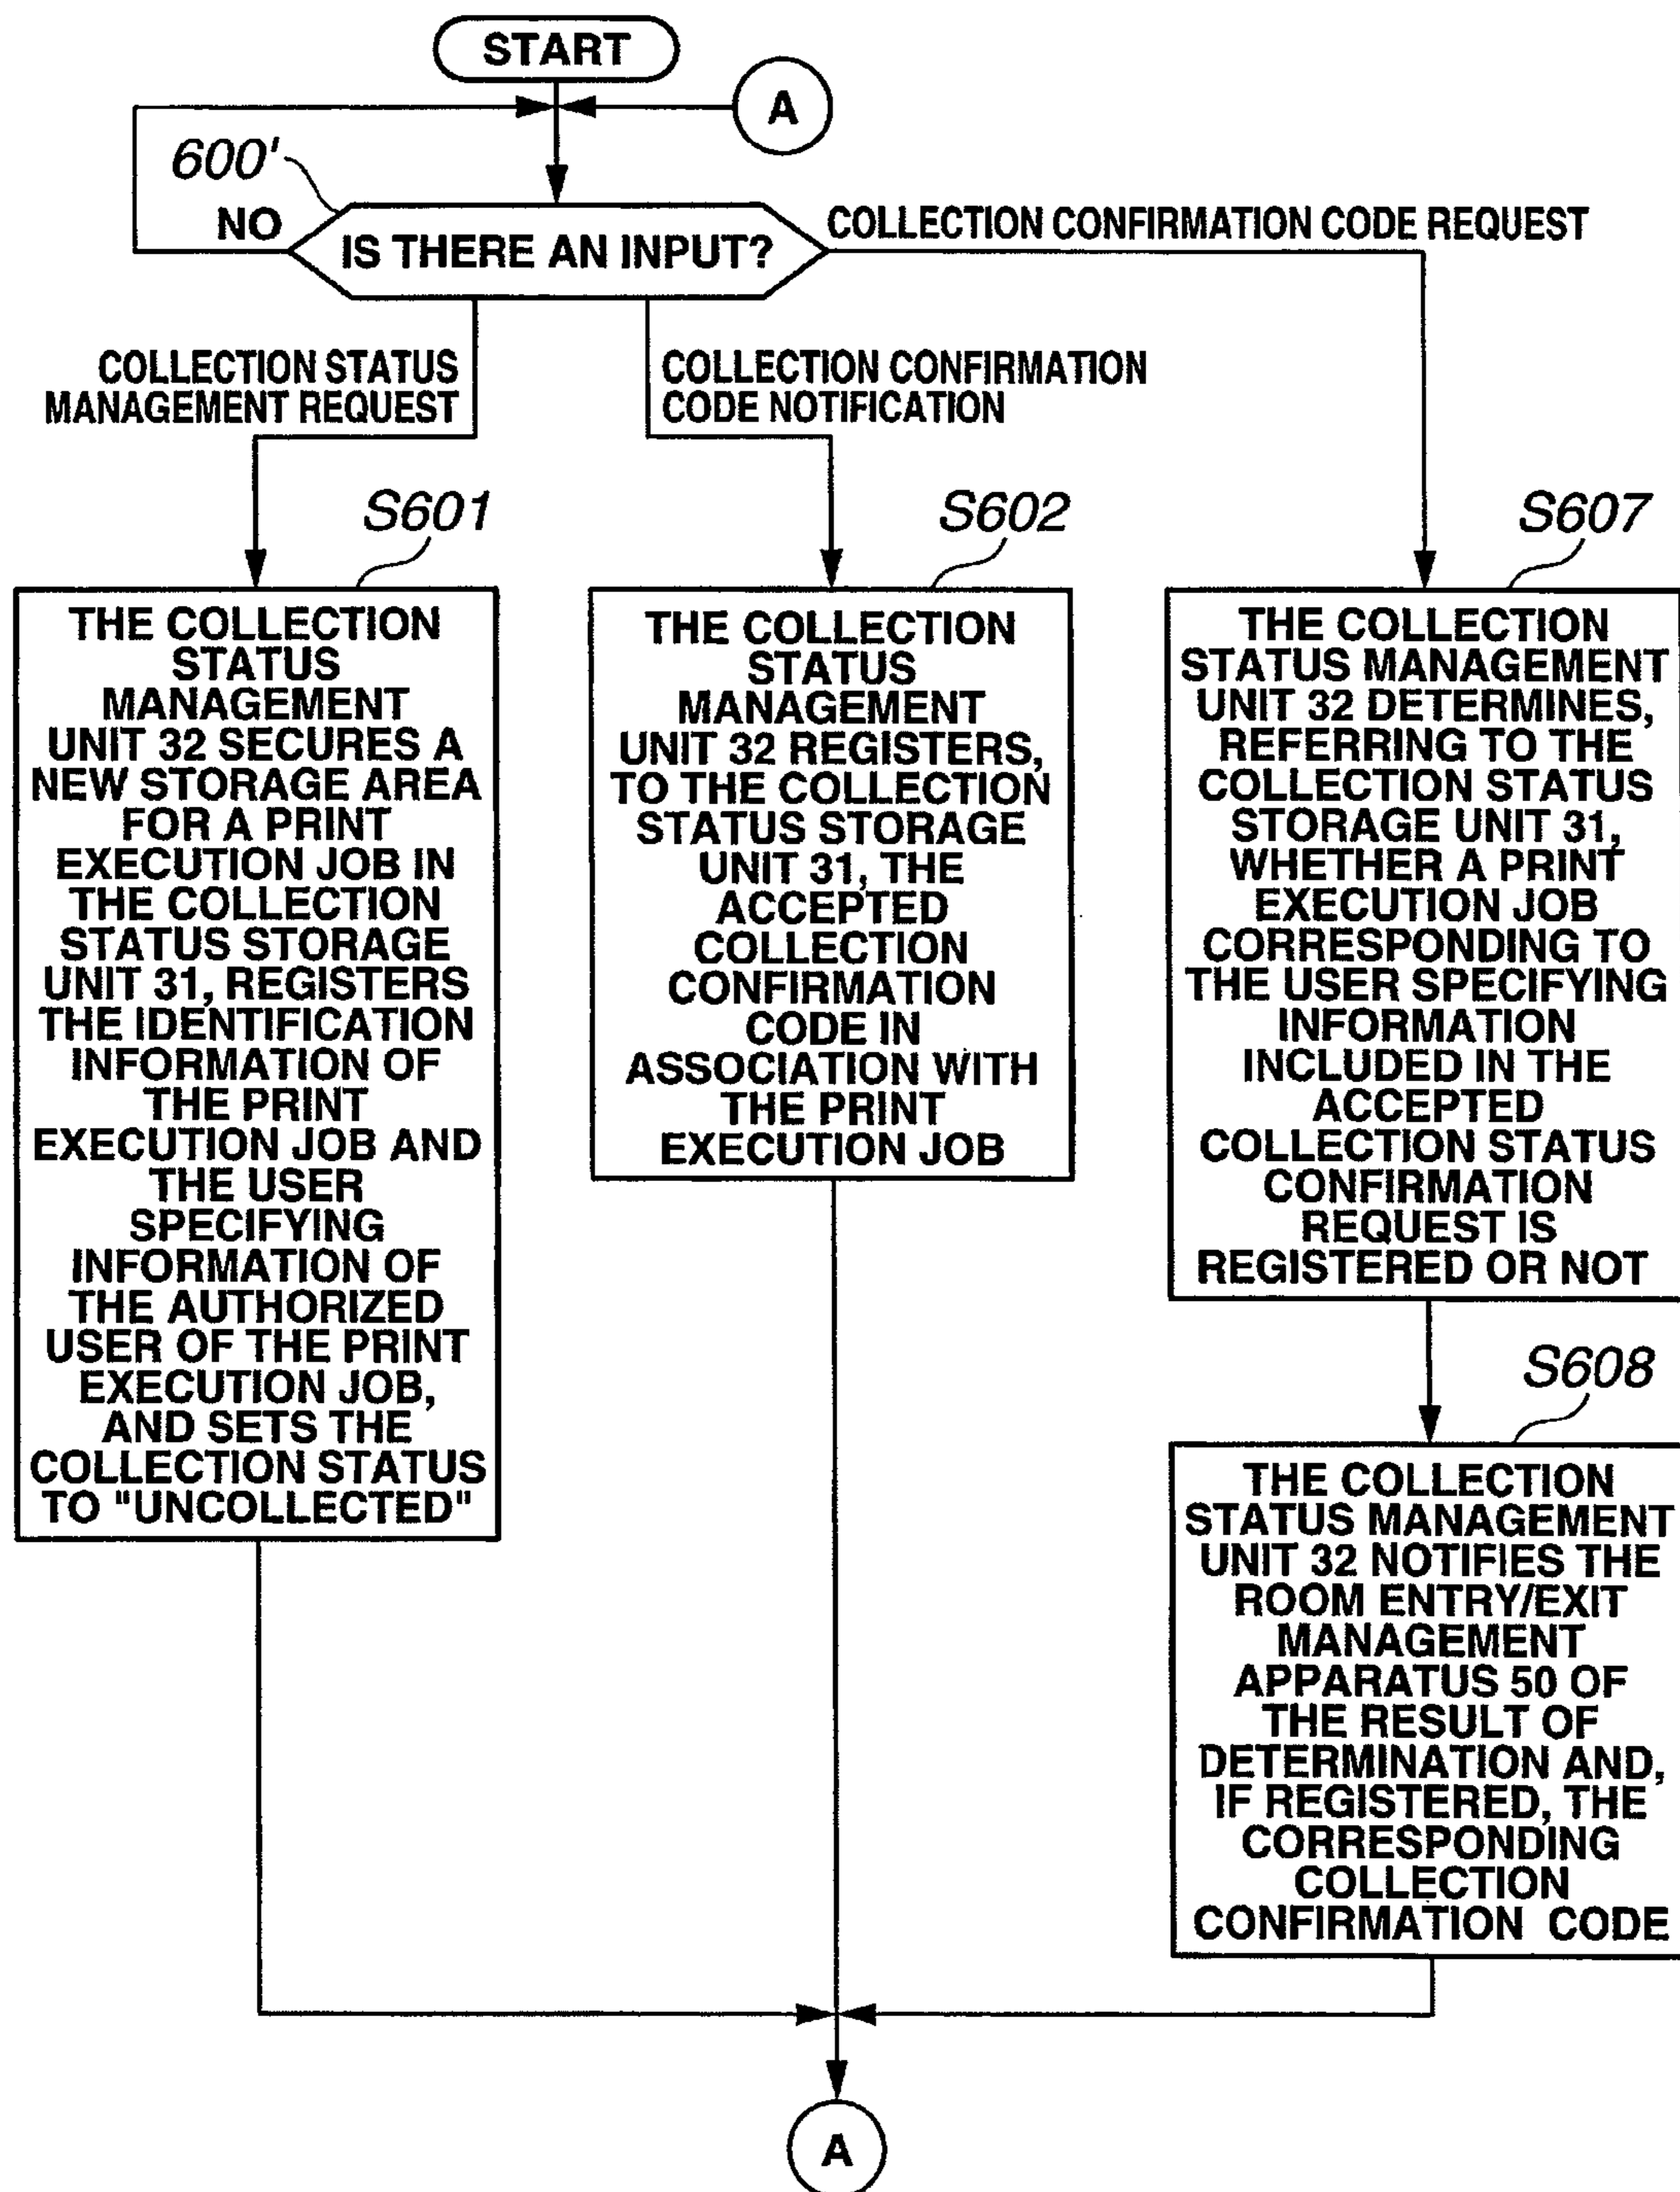 START
A
600'
NO
IS THERE AN INPUT?
COLLECTION CONFIRMATION CODE REQUEST
COLLECTION STATUS
MANAGEMENT REQUEST
COLLECTION CONFIRMATION
CODE NOTIFICATION
S601
THE COLLECTION
STATUS
MANAGEMENT
UNIT 32 SECURES A
NEW STORAGE AREA
FOR A PRINT
EXECUTION JOB IN
THE COLLECTION
STATUS STORAGE
UNIT 31, REGISTERS
THE IDENTIFICATION
INFORMATION OF
THE PRINT
EXECUTION JOB AND
THE USER
SPECIFYING
INFORMATION OF
THE AUTHORIZED
USER OF THE PRINT
EXECUTION JOB,
AND SETS THE
COLLECTION STATUS
TO "UNCOLLECTED"
S602
THE COLLECTION
STATUS
MANAGEMENT
UNIT 32 REGISTERS,
TO THE COLLECTION
STATUS STORAGE
UNIT 31, THE
ACCEPTED
COLLECTION
CONFIRMATION
CODE IN
ASSOCIATION WITH
THE PRINT
EXECUTION JOB
S607
THE COLLECTION
STATUS MANAGEMENT
UNIT 32 DETERMINES,
REFERRING TO THE
COLLECTION STATUS
STORAGE UNIT 31,
WHETHER A PRINT
EXECUTION JOB
CORRESPONDING TO
THE USER SPECIFYING
INFORMATION
INCLUDED IN THE
ACCEPTED
COLLECTION STATUS
CONFIRMATION
REQUEST IS
REGISTERED OR NOT
S608
THE COLLECTION
STATUS MANAGEMENT
UNIT 32 NOTIFIES THE
ROOM ENTRY/EXIT
MANAGEMENT
APPARATUS 50 OF
THE RESULT OF
DETERMINATION AND,
IF REGISTERED, THE
CORRESPONDING
COLLECTION
CONFIRMATION CODE
A